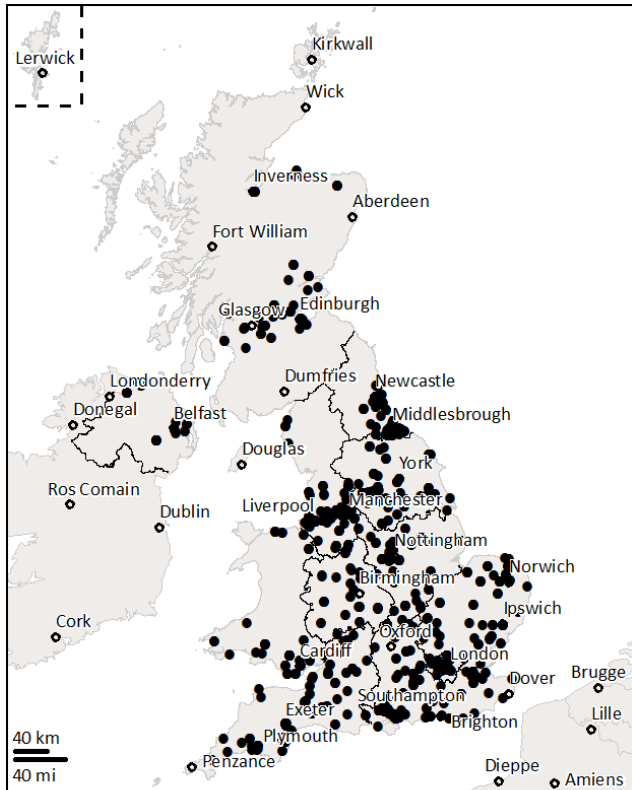 Kirkwall
Lerwick
Wick
Inverness
Aberdeen
Fort William
Glasgow
Edinburgh
Dumfries
Newcastle
Londonderry
Donegal
Belfast
Middlesbrough
Douglas
York
Ros Comain
Liverpool
Manchester
Dublin
Nottingham
Norwich
Birmingham
Ipswich
Cork
Oxford
Cardiff
London
Brugge
Dover
Southampton
Exeter
Brighton
Lille
Plymouth
40 km
Penzance
40 mi
Dieppe
Amiens